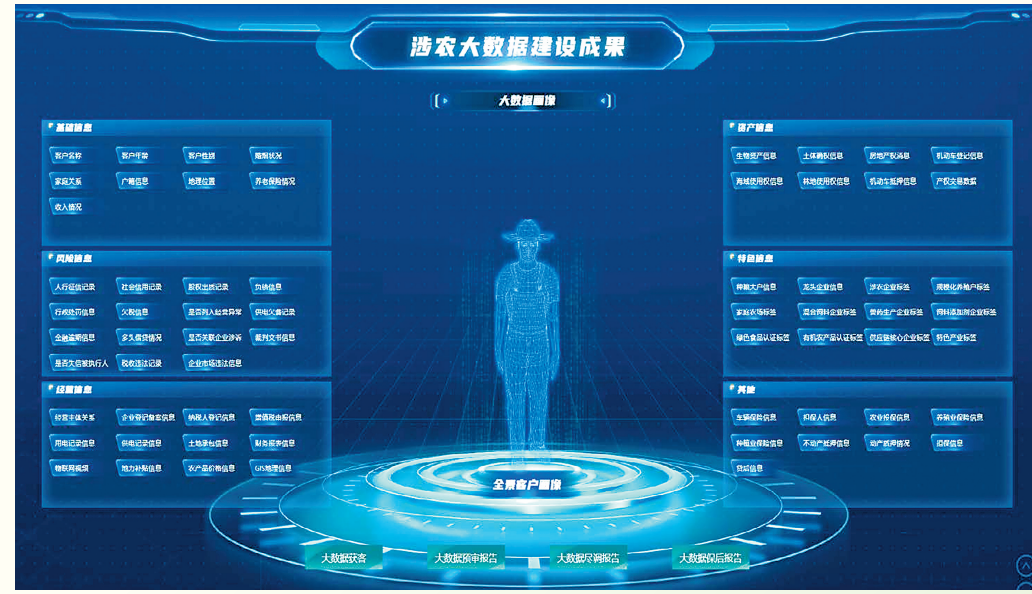 涉农大数据建设成果
大数据画像
基础信息
客户名称 客户年龄 客户性别 婚姻状况
家庭关系 户籍信息 地理位置 养老保险情况
收入情况
风险信息
人行征信记录 社会信用记录 股权出质记录 负债信息
行政处罚信息 欠税信息 是否列入经营异常 供电欠费记录
金融逾期信息 多头借贷情况 是否关联企业涉诉 裁判文书信息
是否失信被执行人 税收违法记录 企业市场违法信息
经营信息
经营主体关系 企业登记备案信息 纳税人登记信息 增值税申报信息
用电记录信息 供电记录信息 土地承包信息 财务报表信息
物联网视频 地力补贴信息 农产品价格信息 GIS地理信息
资产信息
生物资产信息 土体确权信息 房地产权消息 机动车登记信息
海域使用权信息 林地使用权信息 机动车抵押信息 产权交易数据
特色信息
种粮大户信息 龙头企业信息 涉农企业标签 规模化养殖户标签
家庭农场标签 混合饲料企业标签 兽药生产企业标签 饲料添加剂企业标签
绿色食品认证标签 有机农产品认证标签 供应链核心企业标签 特色产业标签
其他
车辆保险信息 担保人信息 农业担保信息 养殖业保险信息
种植业保险信息 不动产抵押信息 动产抵押情况 担保信息
贷后信息
全景客户画像
大数据获客 大数据预审报告 大数据尽调报告 大数据保后报告